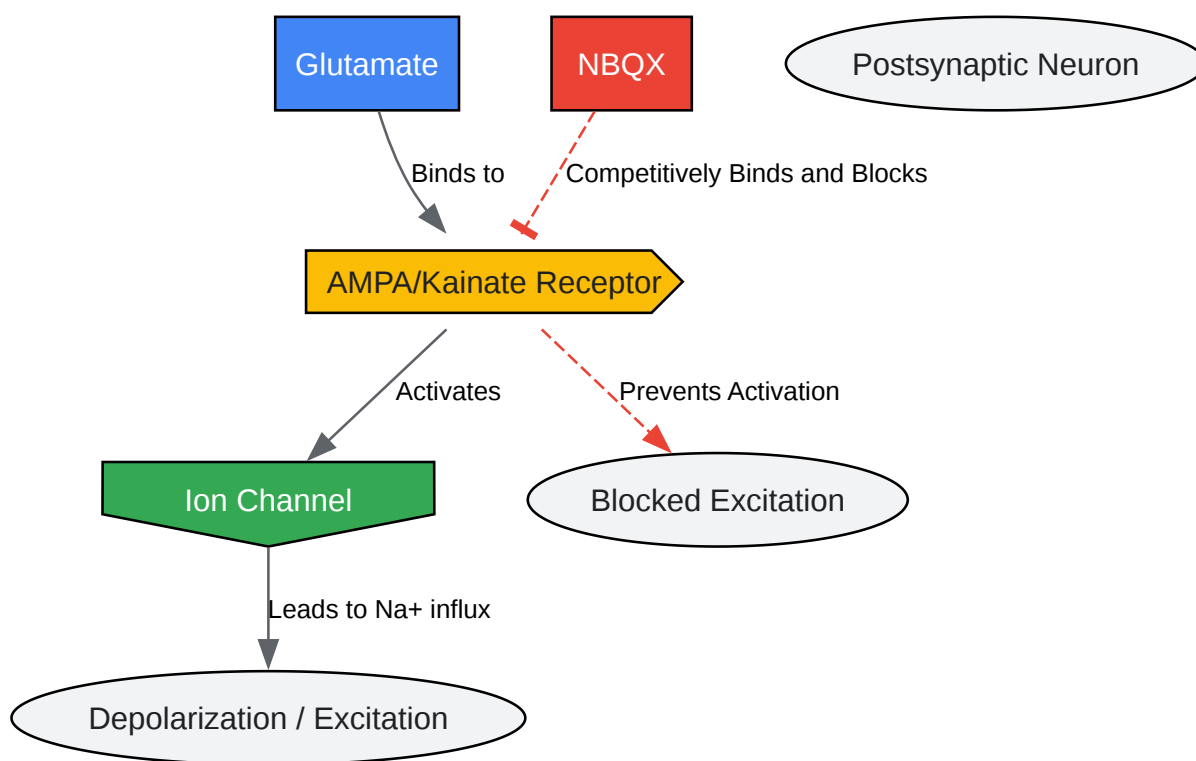 Glutamate
NBQX
Postsynaptic Neuron
Binds to
Competitively Binds and Blocks
AMPA/Kainate Receptor
Activates
Prevents Activation
Ion Channel
Blocked Excitation
Leads to Na+ influx
Depolarization / Excitation